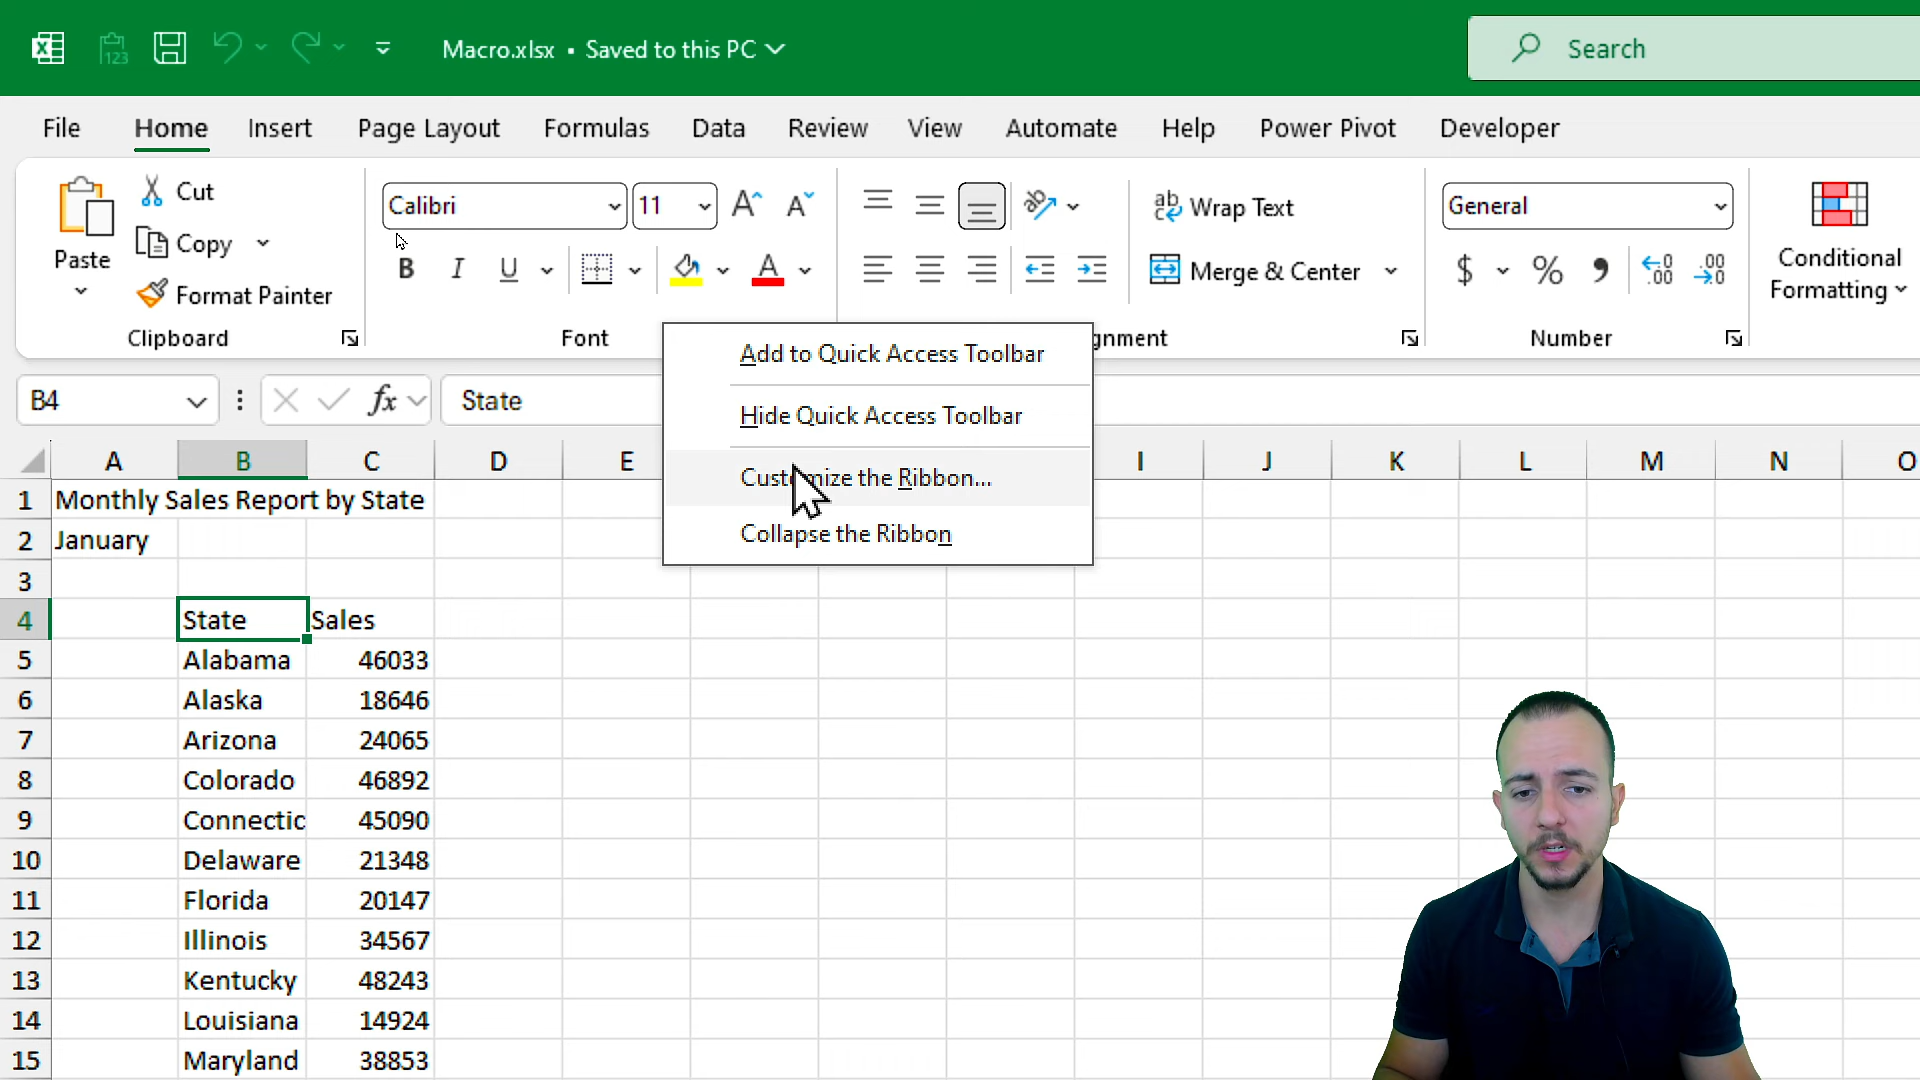 Macro.xlsx • Saved to this PC
Search
File Home Insert Page Layout Formulas Data Review View Automate Help Power Pivot Developer
Paste
Cut
Copy
Format Painter
Clipboard
Calibri 11
B I U A
Font
Wrap Text
Merge & Center
General
$ % , .00 .00
Number
Conditional
Formatting
Add to Quick Access Toolbar
Hide Quick Access Toolbar
Customize the Ribbon...
Collapse the Ribbon
B4 fx State
A B C D E I J K L M N O
1 Monthly Sales Report by State
2 January
3
4 State Sales
5 Alabama 46033
6 Alaska 18646
7 Arizona 24065
8 Colorado 46892
9 Connectic 45090
10 Delaware 21348
11 Florida 20147
12 Illinois 34567
13 Kentucky 48243
14 Louisiana 14924
15 Maryland 38853